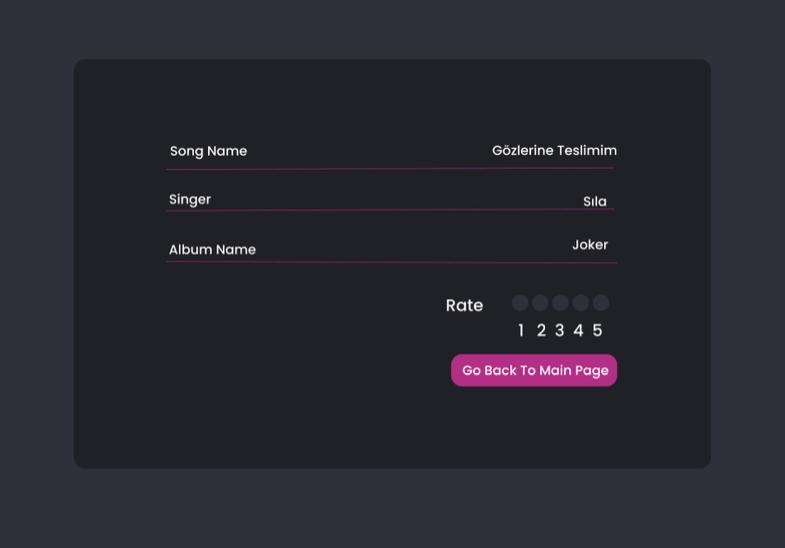 Song Name Gözlerine Teslimim
Singer Sıla
Album Name Joker
Rate
1 2 3 4 5
Go Back To Main Page